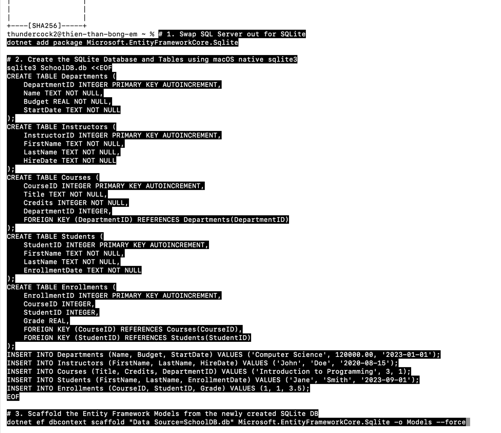 |
|
+----[SHA256]-----+
thundercock2@thien-than-bong-em ~ % # 1. Swap SQL Server out for SQLite
dotnet add package Microsoft.EntityFrameworkCore.Sqlite

# 2. Create the SQLite Database and Tables using macOS native sqlite3
sqlite3 SchoolDB.db <<EOF
CREATE TABLE Departments (
    DepartmentID INTEGER PRIMARY KEY AUTOINCREMENT,
    Name TEXT NOT NULL,
    Budget REAL NOT NULL,
    StartDate TEXT NOT NULL
);
CREATE TABLE Instructors (
    InstructorID INTEGER PRIMARY KEY AUTOINCREMENT,
    FirstName TEXT NOT NULL,
    LastName TEXT NOT NULL,
    HireDate TEXT NOT NULL
);
CREATE TABLE Courses (
    CourseID INTEGER PRIMARY KEY AUTOINCREMENT,
    Title TEXT NOT NULL,
    Credits INTEGER NOT NULL,
    DepartmentID INTEGER,
    FOREIGN KEY (DepartmentID) REFERENCES Departments(DepartmentID)
);
CREATE TABLE Students (
    StudentID INTEGER PRIMARY KEY AUTOINCREMENT,
    FirstName TEXT NOT NULL,
    LastName TEXT NOT NULL,
    EnrollmentDate TEXT NOT NULL
);
CREATE TABLE Enrollments (
    EnrollmentID INTEGER PRIMARY KEY AUTOINCREMENT,
    CourseID INTEGER,
    StudentID INTEGER,
    Grade REAL,
    FOREIGN KEY (CourseID) REFERENCES Courses(CourseID),
    FOREIGN KEY (StudentID) REFERENCES Students(StudentID)
);
INSERT INTO Departments (Name, Budget, StartDate) VALUES ('Computer Science', 120000.00, '2023-01-01');
INSERT INTO Instructors (FirstName, LastName, HireDate) VALUES ('John', 'Doe', '2020-08-15');
INSERT INTO Courses (Title, Credits, DepartmentID) VALUES ('Introduction to Programming', 3, 1);
INSERT INTO Students (FirstName, LastName, EnrollmentDate) VALUES ('Jane', 'Smith', '2023-09-01');
INSERT INTO Enrollments (CourseID, StudentID, Grade) VALUES (1, 1, 3.5);
EOF

# 3. Scaffold the Entity Framework Models from the newly created SQLite DB
dotnet ef dbcontext scaffold "Data Source=SchoolDB.db" Microsoft.EntityFrameworkCore.Sqlite -o Models --force